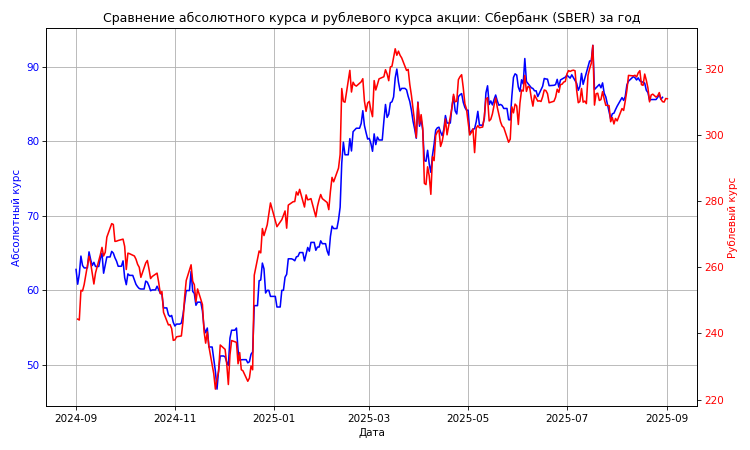 Сравнение абсолютного курса и рублевого курса акции: Сбербанк (SBER) за год
Абсолютный курс
90
80
70
60
50
320
300
280
260
240
220
Рублевый курс
2024-09 2024-11 2025-01 2025-03 2025-05 2025-07 2025-09
Дата